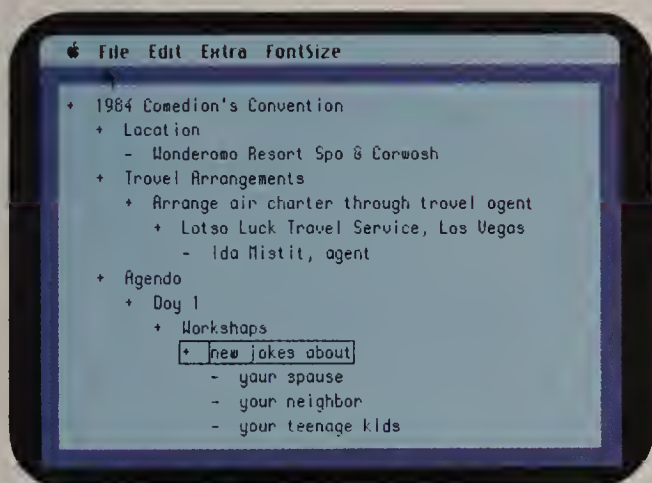 File Edit Extra FontSize
+ 1984 Comedian's Convention
+ Location
- Wonderama Resort Spa & Carwash
+ Travel Arrangements
+ Arrange air charter through travel agent
+ Lotsa Luck Travel Service, Los Vegas
- Ida Mistit, agent
+ Agenda
+ Day 1
+ Workshops
+ new jokes about
- your spouse
- your neighbor
- your teenage kids